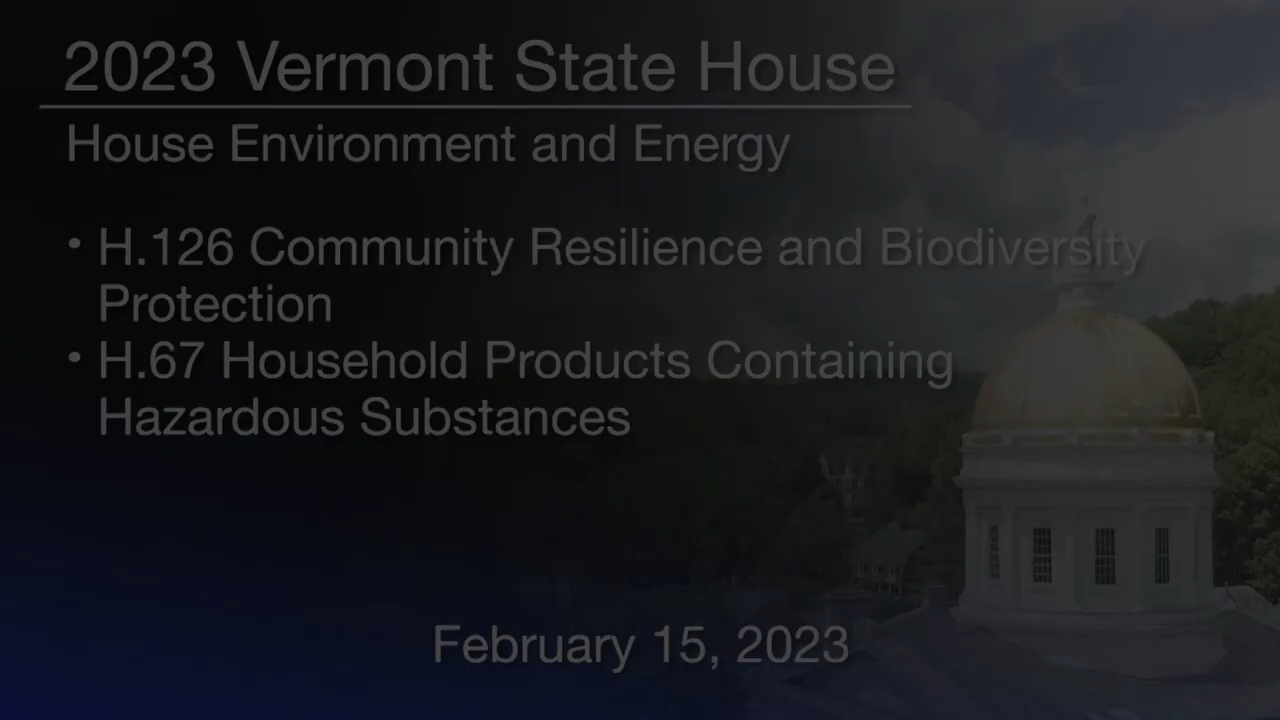 2023 Vermont State House
House Environment and Energy
• H.126 Community Resilience and Biodiversity
Protection
• H.67 Household Products Containing
Hazardous Substances
February 15, 2023